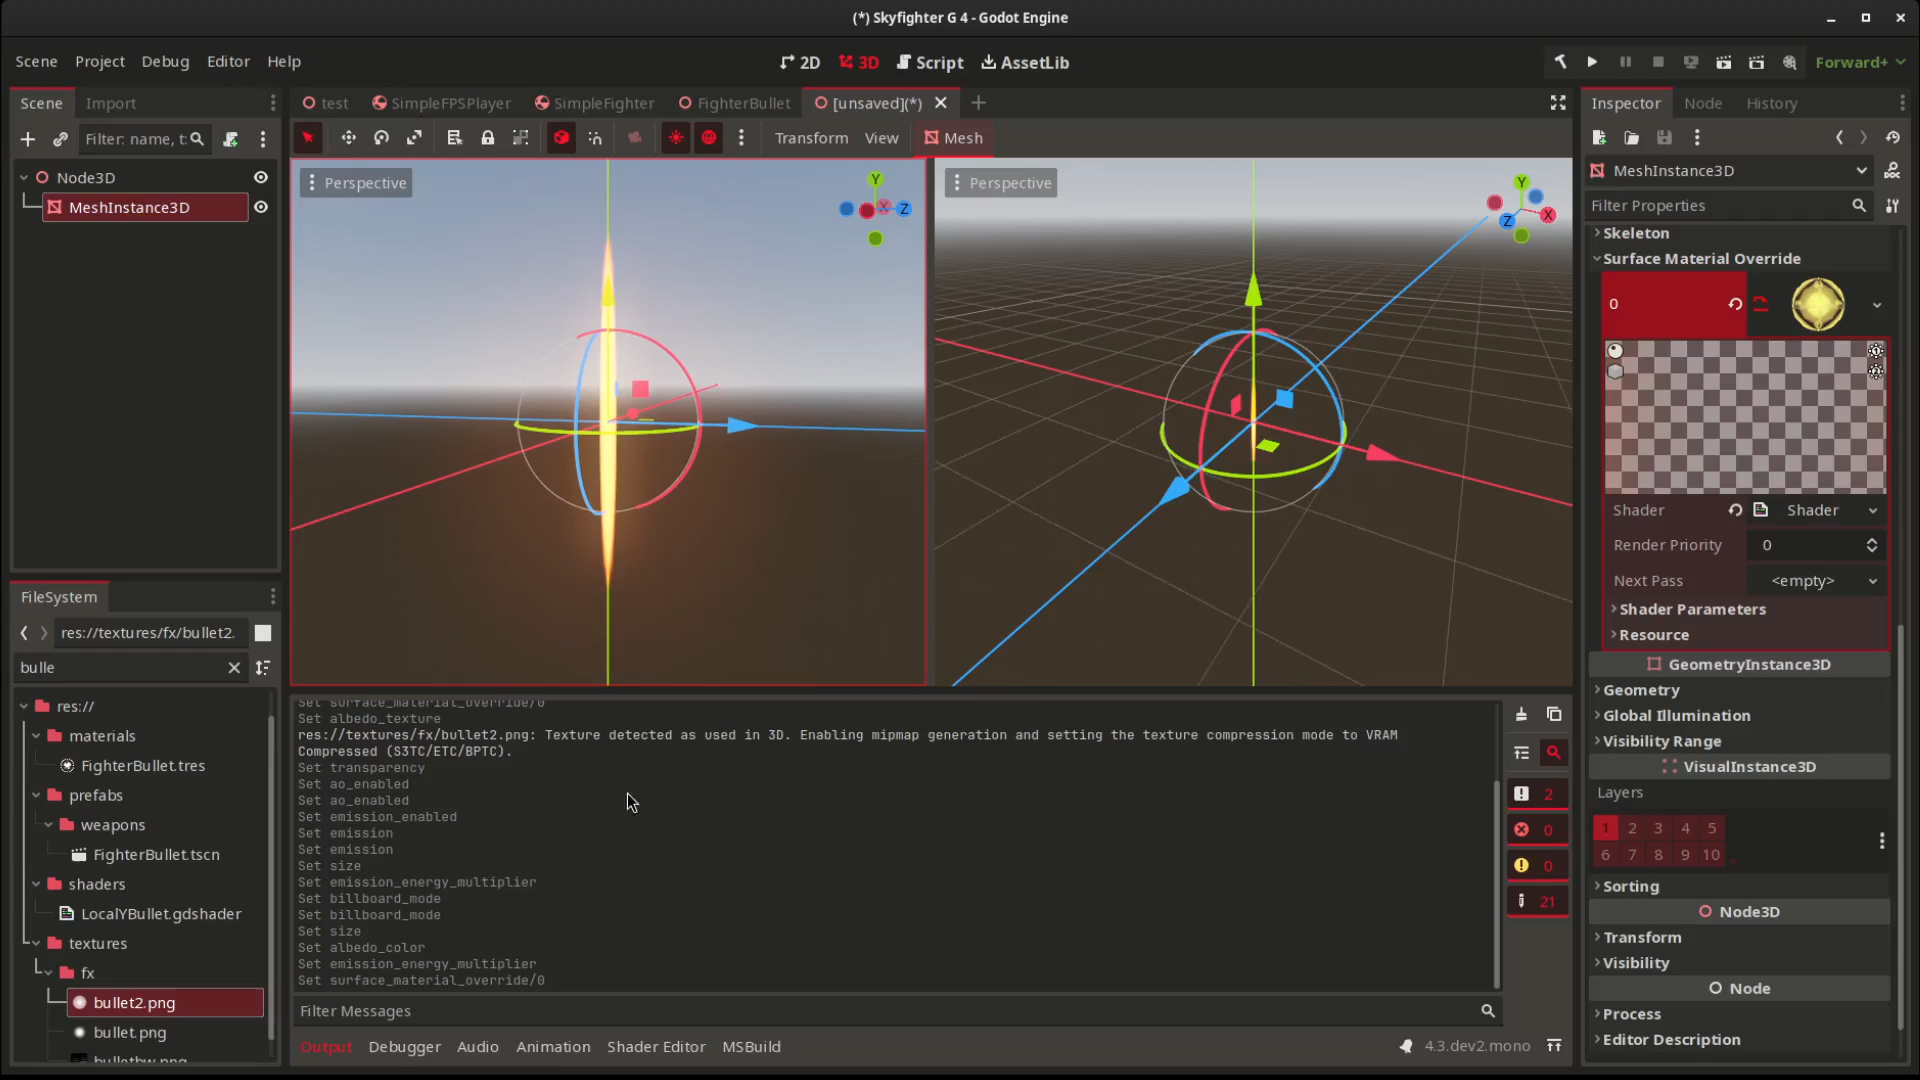 (*) Skyfighter G 4 - Godot Engine
Scene Project Debug Editor Help
2D 3D Script AssetLib
Forward+
Scene Import
Filter: name, t:
Node3D
MeshInstance3D
test SimpleFPSPlayer SimpleFighter FighterBullet [unsaved](*)
Transform View Mesh
Perspective
Y
X
Z
Perspective
Y
X
Z
FileSystem
res://textures/fx/bullet2.
bulle
res://
materials
FighterBullet.tres
prefabs
weapons
FighterBullet.tscn
shaders
LocalYBullet.gdshader
textures
fx
bullet2.png
bullet.png
bulletbw.png
Set surface_material_override/0
Set albedo_texture
res://textures/fx/bullet2.png: Texture detected as used in 3D. Enabling mipmap generation and setting the texture compression mode to VRAM
Compressed (S3TC/ETC/BPTC).
Set transparency
Set ao_enabled
Set ao_enabled
Set emission_enabled
Set emission
Set emission
Set size
Set emission_energy_multiplier
Set billboard_mode
Set billboard_mode
Set size
Set albedo_color
Set emission_energy_multiplier
Set surface_material_override/0
2
0
0
21
Filter Messages
Output Debugger Audio Animation Shader Editor MSBuild
4.3.dev2.mono
Inspector Node History
MeshInstance3D
Filter Properties
Skeleton
Surface Material Override
0
Shader Shader
Render Priority 0
Next Pass <empty>
Shader Parameters
Resource
GeometryInstance3D
Geometry
Global Illumination
Visibility Range
VisualInstance3D
Layers
1 2 3 4 5
6 7 8 9 10
Sorting
Node3D
Transform
Visibility
Node
Process
Editor Description